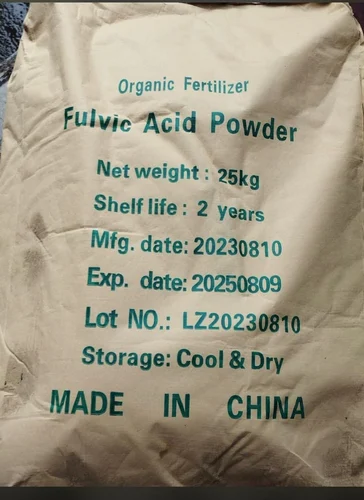 Organic Fertilizer
Fulvic Acid Powder
Net weight : 25kg
Shelf life : 2 years
Mfg. date: 20230810
Exp. date: 20250809
Lot NO.: LZ20230810
Storage: Cool & Dry
MADE IN CHINA